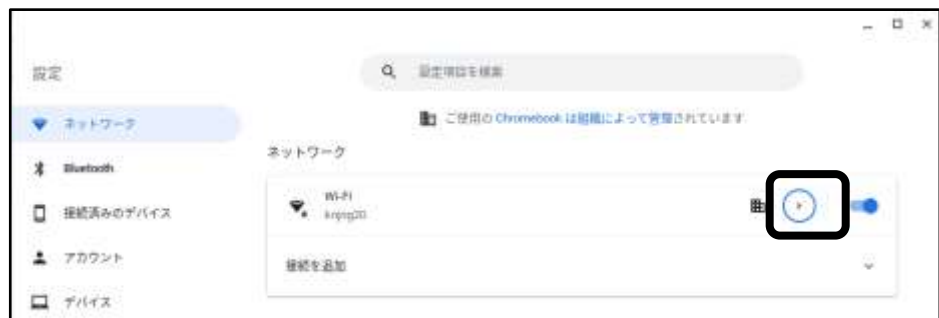 設定
設定項目を検索
ご使用の Chromebook は組織によって管理されています
ネットワーク
Bluetooth
接続済みのデバイス
アカウント
デバイス
ネットワーク
Wi-Fi
接続を追加